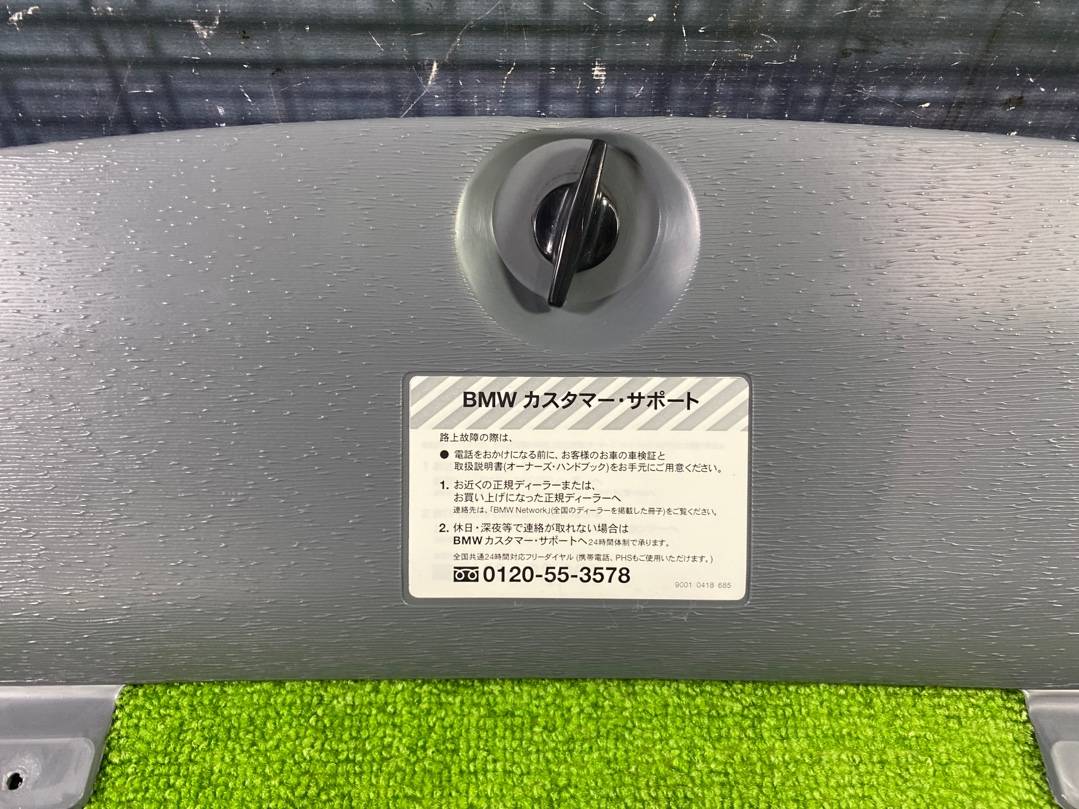 BMW カスタマー・サポート
路上故障の際は、
● 電話をおかけになる前に、お客様のお車の車検証と
取扱説明書(オーナーズ・ハンドブック)をお手元にご用意ください。
1. お近くの正規ディーラーまたは、
お買い上げになった正規ディーラーへ
連絡先は、「BMW Network」(全国のディーラーを掲載した冊子)をご覧ください。
2. 休日・深夜等で連絡が取れない場合は
BMWカスタマー・サポートへ24時間体制で承ります。
全国共通24時間対応フリーダイヤル (携帯電話、PHSもご使用いただけます。)
0120-55-3578
9001 0418 685